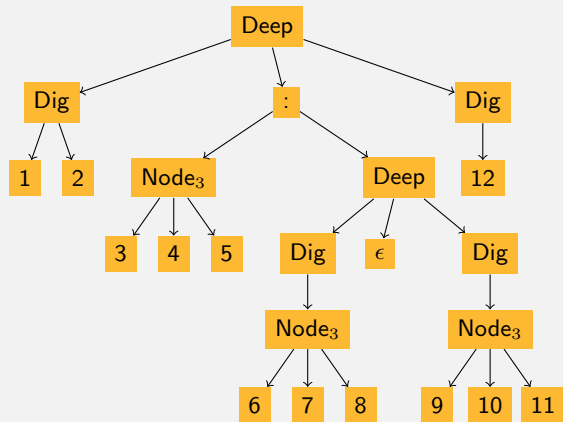 Deep
Dig : Dig
1 2 Node₃ Deep 12
3 4 5 Dig ϵ Dig
Node₃ Node₃
6 7 8 9 10 11